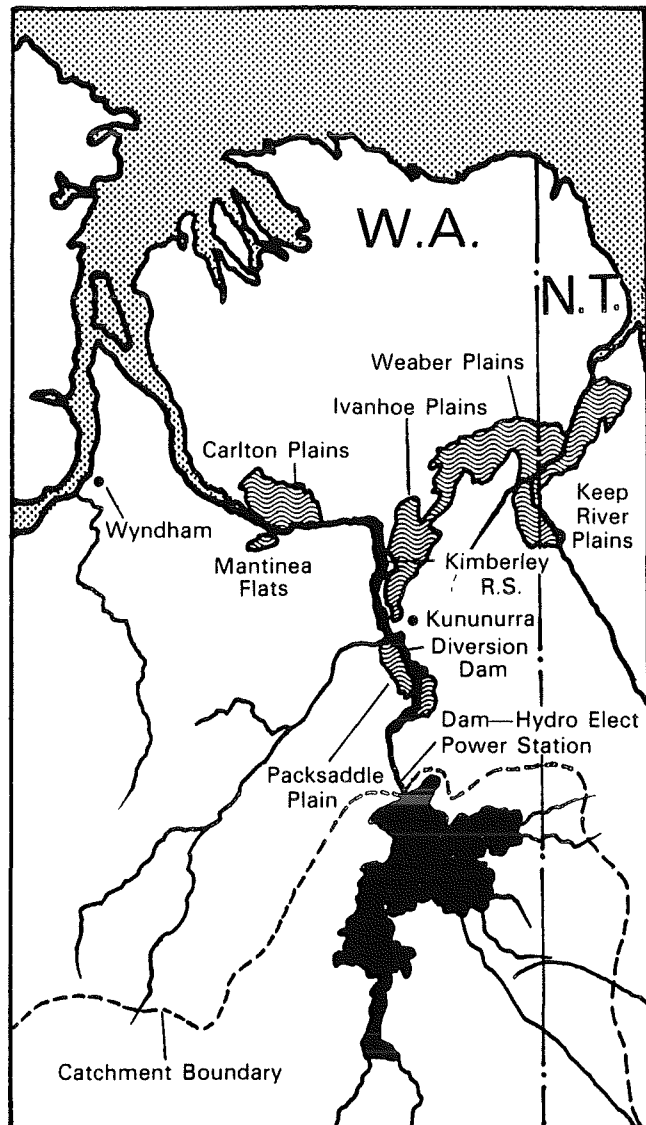 W.A.
N.T.
Weaber Plains
Ivanhoe Plains
Carlton Plains
Wyndham
Mantinea
Flats
Keep
River
Plains
Kimberley
R.S.
Kununurra
Diversion
Dam
Dam—Hydro Elect
Power Station
Packsaddle
Plain
Catchment Boundary